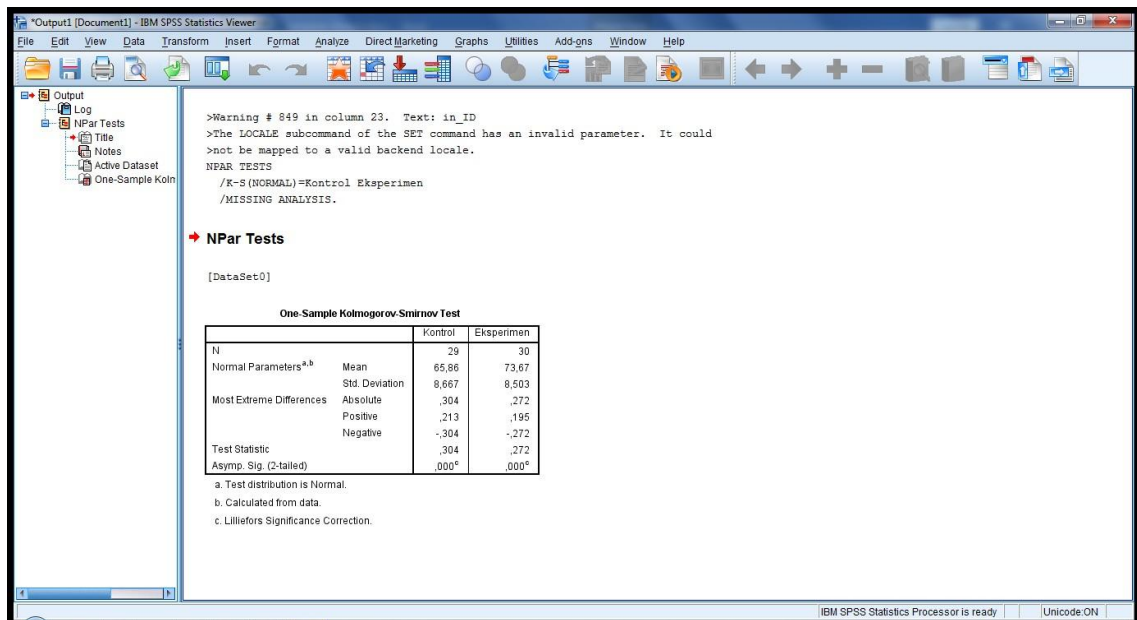 *Output1 [Document1] - IBM SPSS Statistics Viewer
File Edit View Data Transform Insert Format Analyze Direct Marketing Graphs Utilities Add-ons Window Help
Output
Log
NPar Tests
Title
Notes
Active Dataset
One-Sample Kolm
>Warning # 849 in column 23. Text: in_ID
>The LOCALE subcommand of the SET command has an invalid parameter. It could
>not be mapped to a valid backend locale.
NPAR TESTS
/K-S(NORMAL)=Kontrol Eksperimen
/MISSING ANALYSIS.
NPar Tests
[DataSet0]
One-Sample Kolmogorov-Smirnov Test
Kontrol Eksperimen
N 29 30
Normal Parameters a,b Mean 65,86 73,67
Std. Deviation 8,667 8,503
Most Extreme Differences Absolute ,304 ,272
Positive ,213 ,195
Negative -,304 -,272
Test Statistic ,304 ,272
Asymp. Sig. (2-tailed) ,000c ,000c
a. Test distribution is Normal.
b. Calculated from data.
c. Lilliefors Significance Correction.
IBM SPSS Statistics Processor is ready Unicode:ON